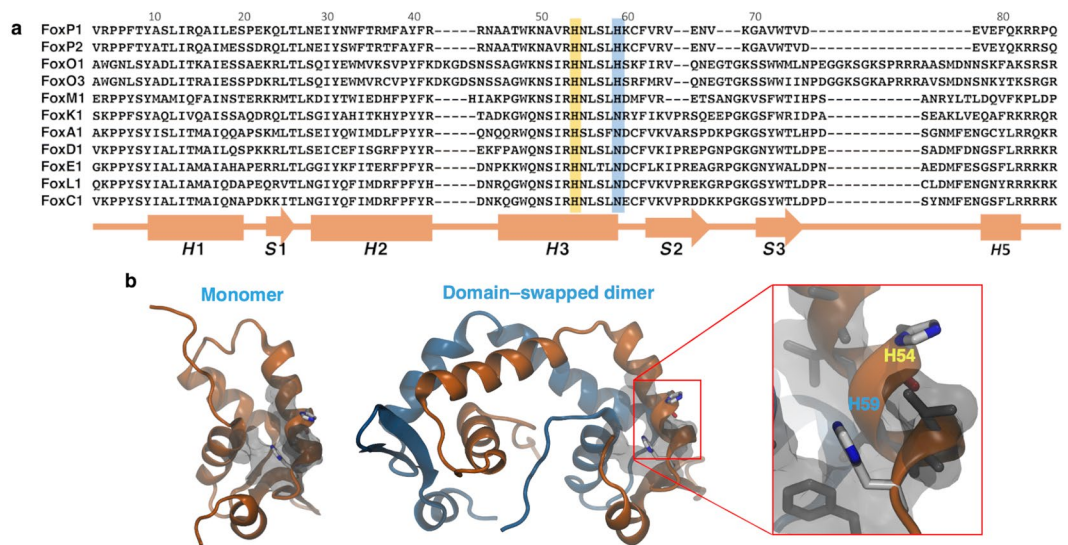 10 20 30 40 50 60 70 80
a
FoxP1 VRPPFTYASLIRQAILESPEKQLTLNEIYNWFTRMFAYFR-----RNAATWKNAVRHNLSLHKCFVRV--ENV--KGAVWTVD-------------------EVEYQKRRPQ
FoxP2 VRPPFTYATLIRQAIMESSDRQLTLNEIYSWFTRTFAYFR-----RNAATWKNAVRHNLSLHKCFVRV--ENV--KGAVWTVD-------------------EVEFQKRRSQ
FoxO1 AWGNLSYADLITKAIESSAEKRLTLSQIYEWMVKSVPYFKDKGDSNSSAGWKNSIRHNLSLHSKFIRV--QNEGTGKSSWWMLNPEGGKSGKSPRRRAASMDNNSKFAKSRSR
FoxO3 AWGNLSYADLITRAIESSPDKRLTLSQIYEWMVRCVPYFKDKGDSNSSAGWKNSIRHNLSLHSRFMRV--QNEGTGKSSWWIINPDGGKSGKAPRRRAVSMDNSNKYTKSRGR
FoxM1 ERPPYSYMAMIQFAINSTERKRMTLKDIYTWIEDHFPYFK-----HIAKPGWKNSIRHNLSLHDMFVR--ETSANGKVSFWTIHPS-------------ANRYLTLDQVFKPLDP
FoxK1 SKPPFSYAQLIVQAISSAQDRQLTLSGIYAHITKHYPYYR-----TADKGWQNSIRHNLSLNRYFIKVPRSQEEPGKGSFWRIDPA-------------SEAKLVEQAFRKRRQR
FoxA1 AKPPYSYISLITMAIQQAPSKMLTLSEIYQWIMDLFPYYR-----QNQQRWQNSIRHSLSFNDCFVKVARSPDKPGKGSYWTLHPD-------------SGNMFENGCYLRRQKR
FoxD1 VKPPYSYIALITMAILQSPKKRLTLSEICEFISGRFPYYR-----EKFPAWQNSIRHNLSLNDCFVKIPREPGNPGKGNYWTLDPE-------------SADMFDNGSFLRRRKR
FoxE1 GKPPYSYIALIAMAIAHAPERRLTLGGIYKFITERFPFYR-----DNPKKWQNSIRHNLTLNDCFLKIPREAGRPGKGNYWALDPN-------------AEDMFESGSFLRRRKR
FoxL1 QKPPYSYIALIAMAIQDAPEQRVTLNGIYQFIMDRFPFYH-----DNRQGWQNSIRHNLSLNDCFVKVPREKGRPGKGSYWTLDPR-------------CLDMFENGNYRRRKRK
FoxC1 VKPPYSYIALITMAIQNAPDKKITLNGIYQFIMDRFPFYR-----DNKQGWQNSIRHNLSLNECFVKVPRDDKKPGKGSYWTLDPD-------------SYNMFENGSFLRRRRK
H1 S1 H2 H3 S2 S3 H5
b
Monomer Domain–swapped dimer
H54
H59